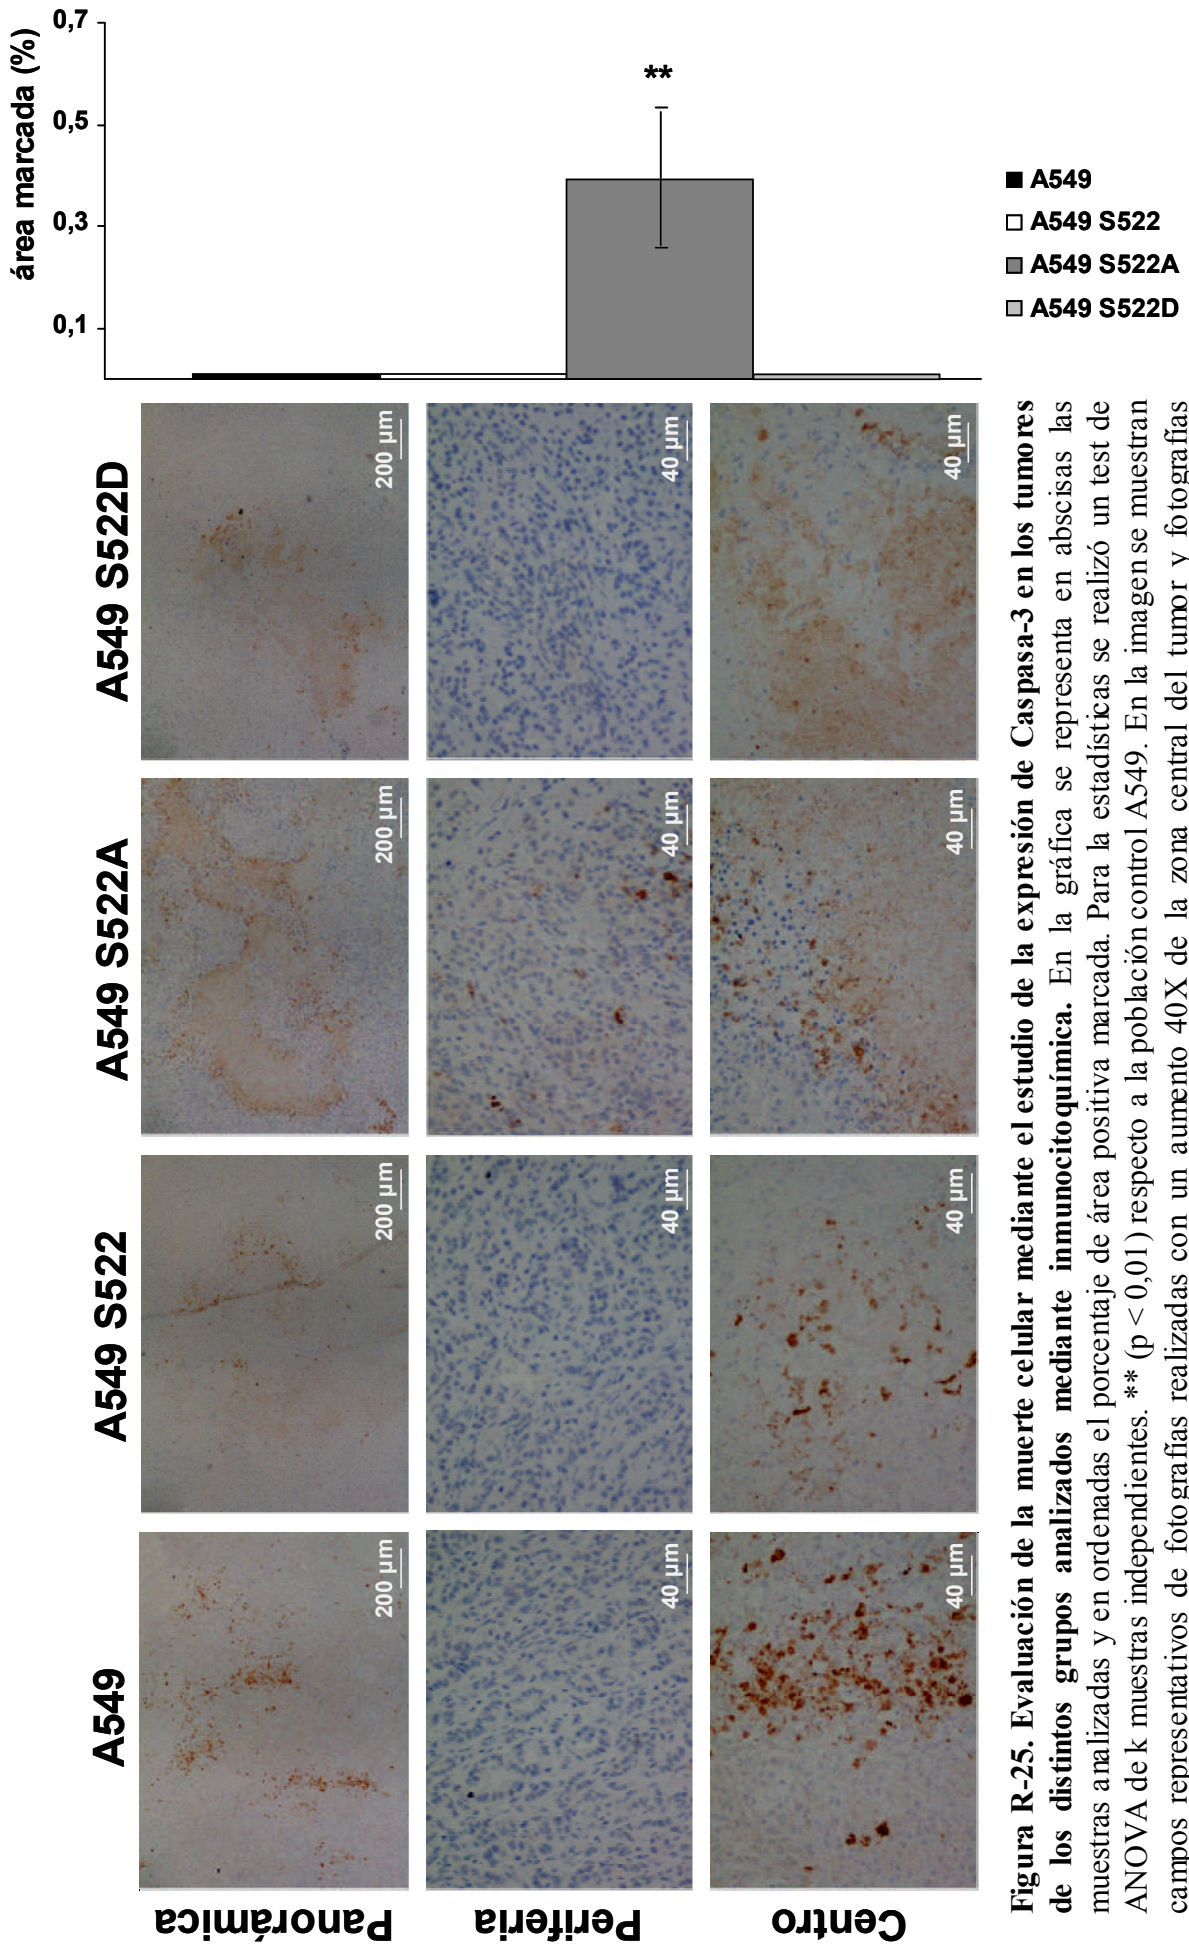 área marcada (%)
0,7
0,5
0,3
0,1
**
A549
A549 S522
A549 S522A
A549 S522D
A549
A549 S522
A549 S522A
A549 S522D
Panorámica
200 µm
200 µm
200 µm
200 µm
Periferia
40 µm
40 µm
40 µm
40 µm
Centro
40 µm
40 µm
40 µm
40 µm
Figura R-25. Evaluación de la muerte celular mediante el estudio de la expresión de Caspasa-3 en los tumores
de los distintos grupos analizados mediante inmunocitoquímica. En la gráfica se representa en abscisas las
muestras analizadas y en ordenadas el porcentaje de área positiva marcada. Para la estadísticas se realizó un test de
ANOVA de k muestras independientes. ** (p < 0,01) respecto a la población control A549. En la imagen se muestran
campos representativos de fotografías realizadas con un aumento 40X de la zona central del tumor y fotografías